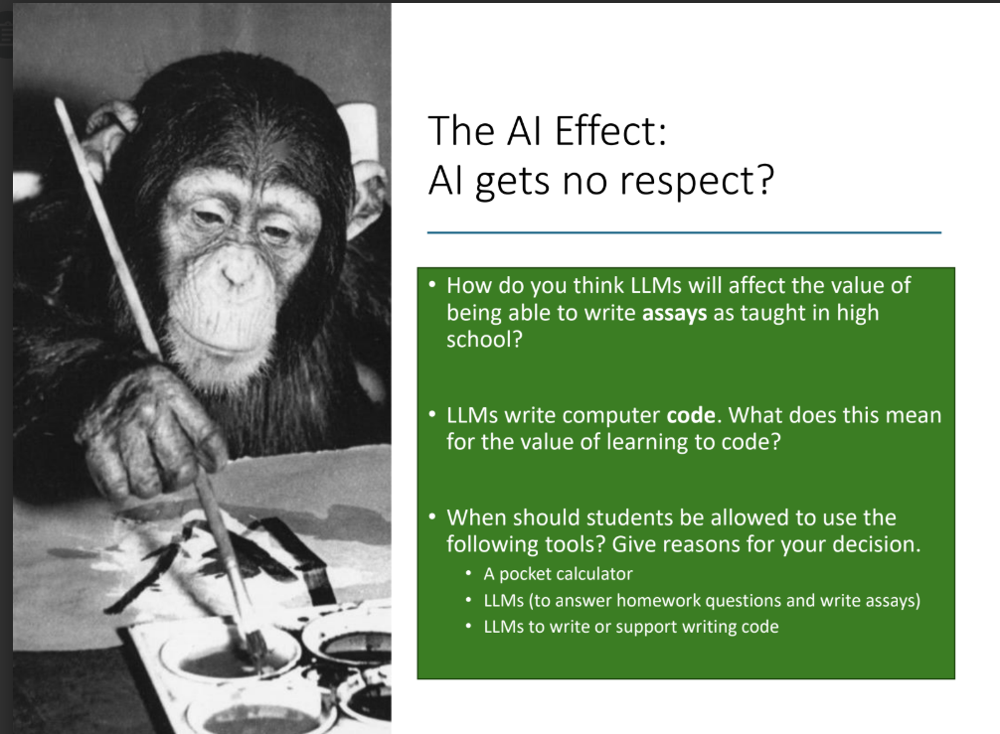 The AI Effect:
AI gets no respect?
• How do you think LLMs will affect the value of
being able to write assays as taught in high
school?
• LLMs write computer code. What does this mean
for the value of learning to code?
• When should students be allowed to use the
following tools? Give reasons for your decision.
• A pocket calculator
• LLMs (to answer homework questions and write assays)
• LLMs to write or support writing code